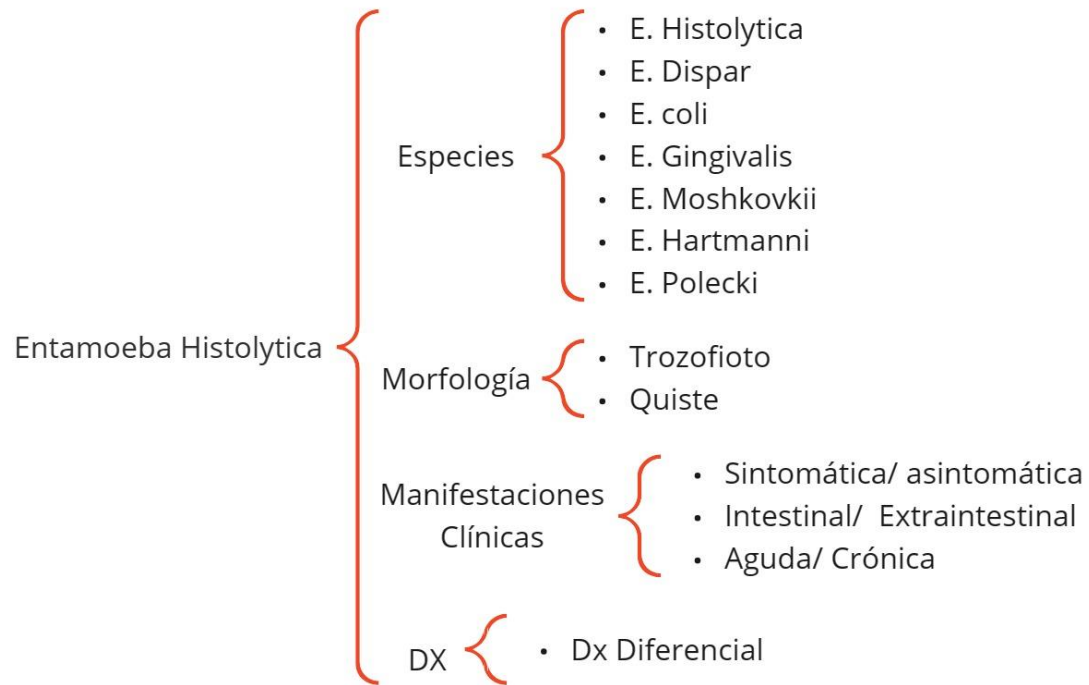 Entamoeba Histolytica
Especies
• E. Histolytica
• E. Dispar
• E. coli
• E. Gingivalis
• E. Moshkovkii
• E. Hartmanni
• E. Polecki
Morfología
• Trozofioto
• Quiste
Manifestaciones
Clínicas
• Sintomática/ asintomática
• Intestinal/ Extraintestinal
• Aguda/ Crónica
DX
• Dx Diferencial